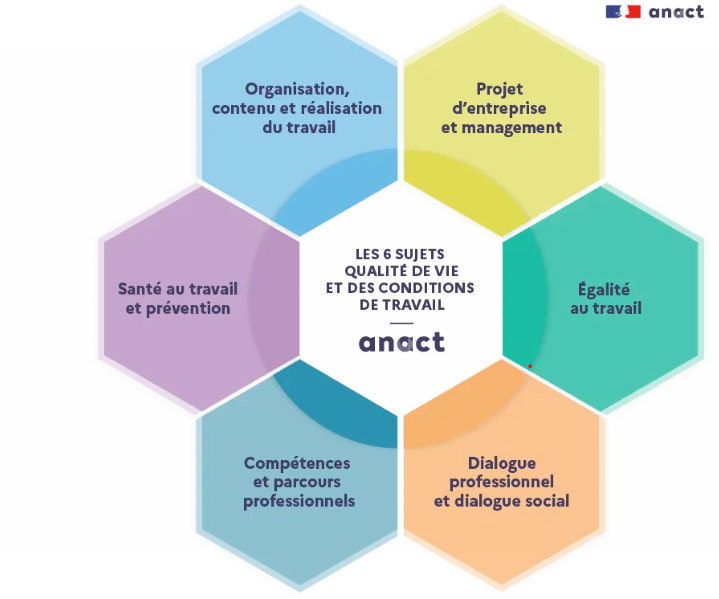 anact
Organisation,
contenu et réalisation
du travail
Projet
d'entreprise
et management
Santé au travail
et prévention
LES 6 SUJETS
QUALITÉ DE VIE
ET DES CONDITIONS
DE TRAVAIL
anact
Égalité
au travail
Compétences
et parcours
professionnels
Dialogue
professionnel
et dialogue social